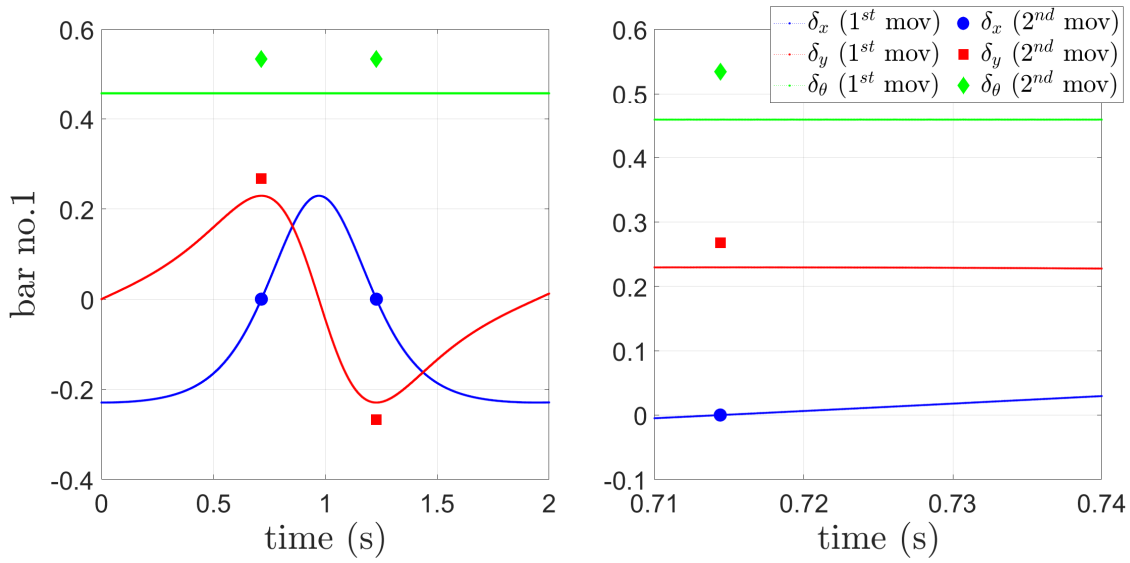 bar no.1
0.6
0.4
0.2
0
-0.2
-0.4
0 0.5 1 1.5 2
time (s)
0.6
0.5
0.4
0.3
0.2
0.1
0
-0.1
0.71 0.72 0.73 0.74
time (s)
δx (1st mov) δx (2nd mov)
δy (1st mov) δy (2nd mov)
δθ (1st mov) δθ (2nd mov)